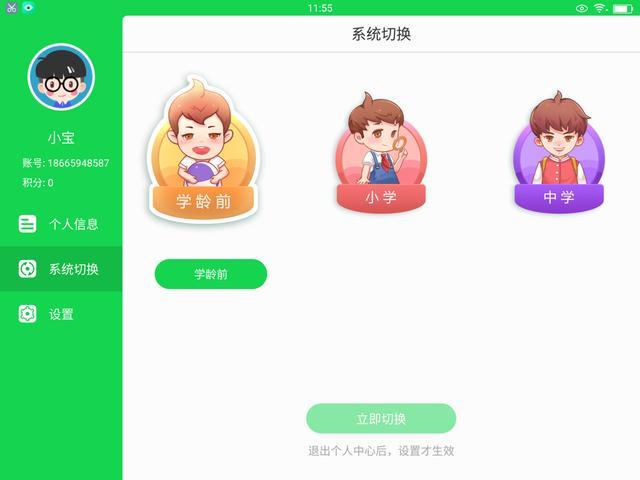 11:55
系统切换
小宝
账号: 18665948587
积分: 0
个人信息
系统切换
设置
学龄前
小学
中学
学龄前
立即切换
退出个人中心后，设置才生效